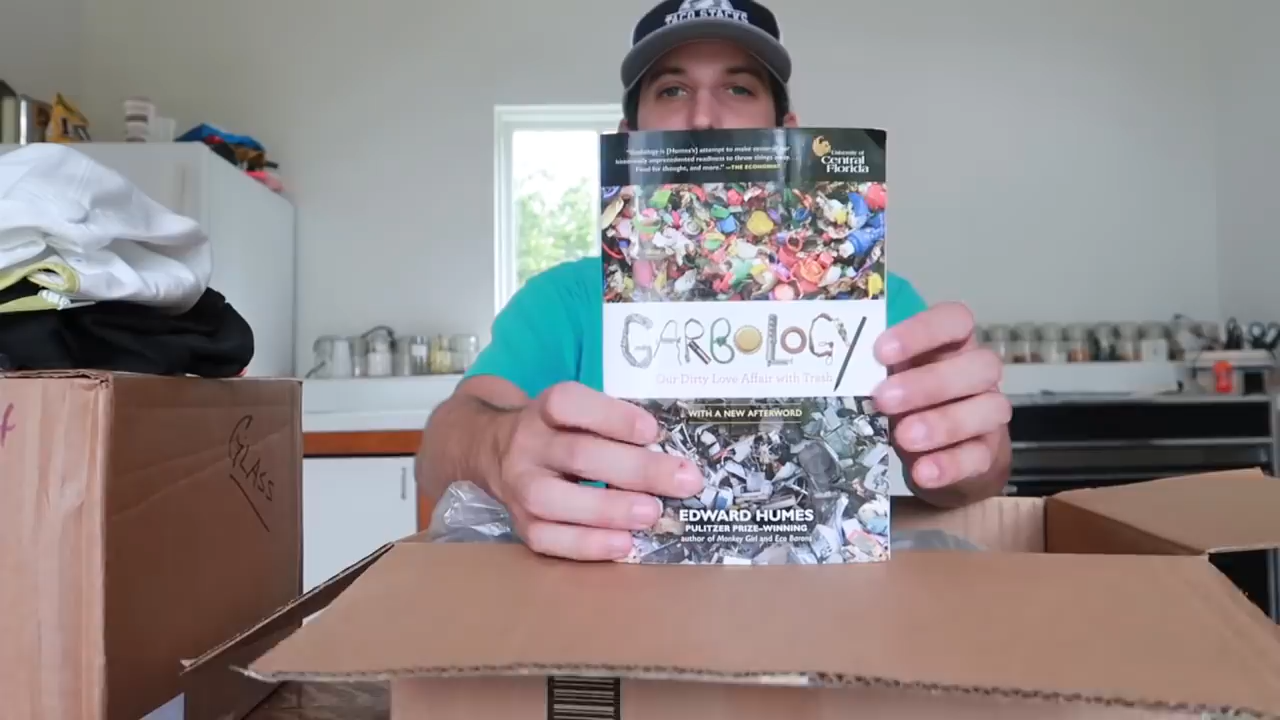 TACO STACKS
"Garbology is [Humes's] attempt to make sense of our
historically unprecedented readiness to throw things away. . . .
Food for thought, and more." —THE ECONOMIST
University of
Central
Florida
GARBOLOGY
Our Dirty Love Affair with Trash
WITH A NEW AFTERWORD
GLASS
EDWARD HUMES
PULITZER PRIZE–WINNING
author of Monkey Girl and Eco Barons